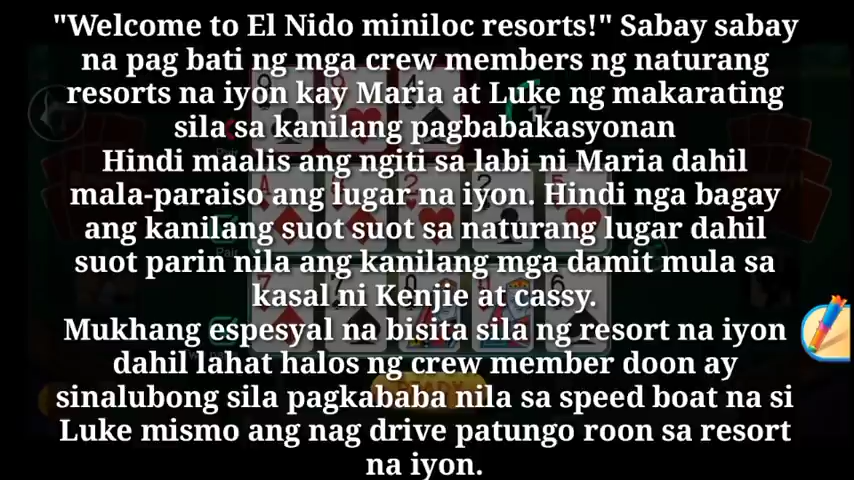 "Welcome to El Nido miniloc resorts!" Sabay sabay
na pag bati ng mga crew members ng naturang
resorts na iyon kay Maria at Luke ng makarating
sila sa kanilang pagbabakasyonan
Hindi maalis ang ngiti sa labi ni Maria dahil
mala-paraiso ang lugar na iyon. Hindi nga bagay
ang kanilang suot suot sa naturang lugar dahil
suot parin nila ang kanilang mga damit mula sa
kasal ni Kenjie at cassy.
Mukhang espesyal na bisita sila ng resort na iyon
dahil lahat halos ng crew member doon ay
sinalubong sila pagkababa nila sa speed boat na si
Luke mismo ang nag drive patungo roon sa resort
na iyon.
17
READY